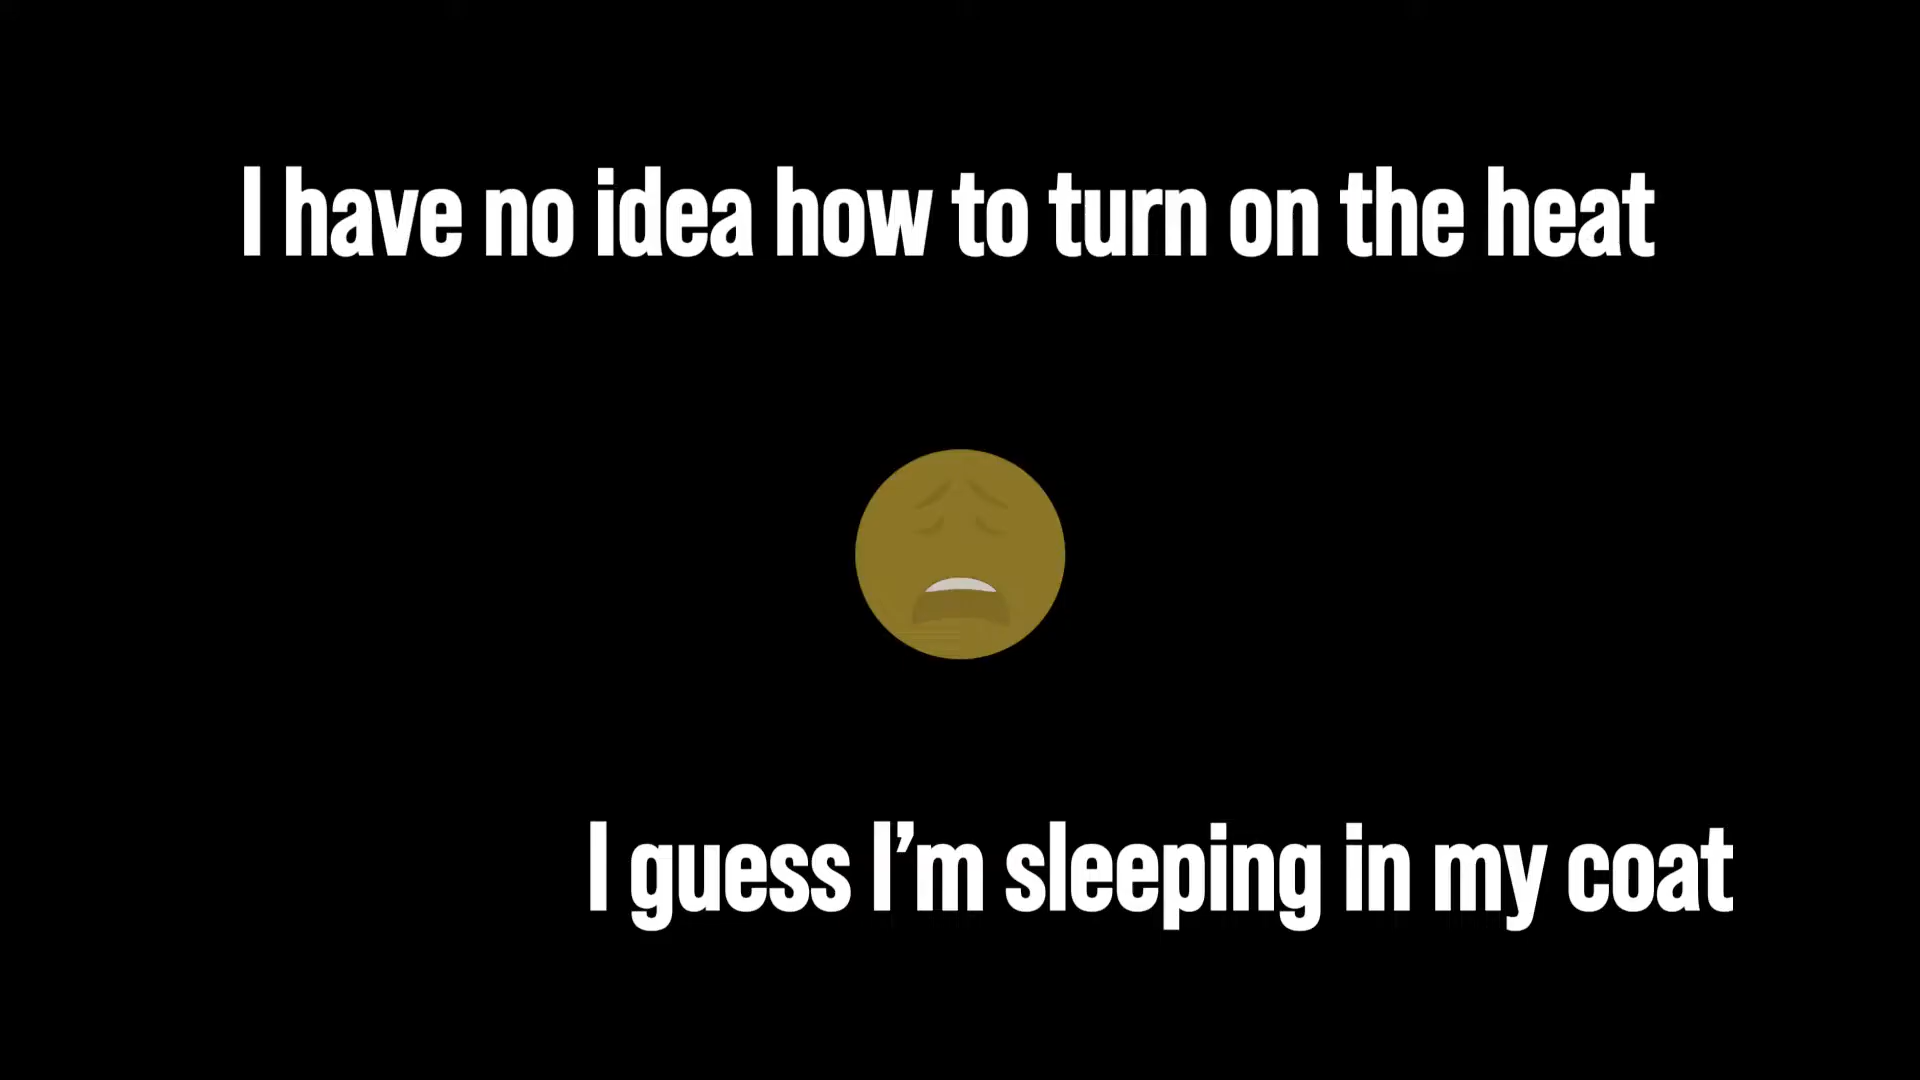 I have no idea how to turn on the heat
I guess I’m sleeping in my coat